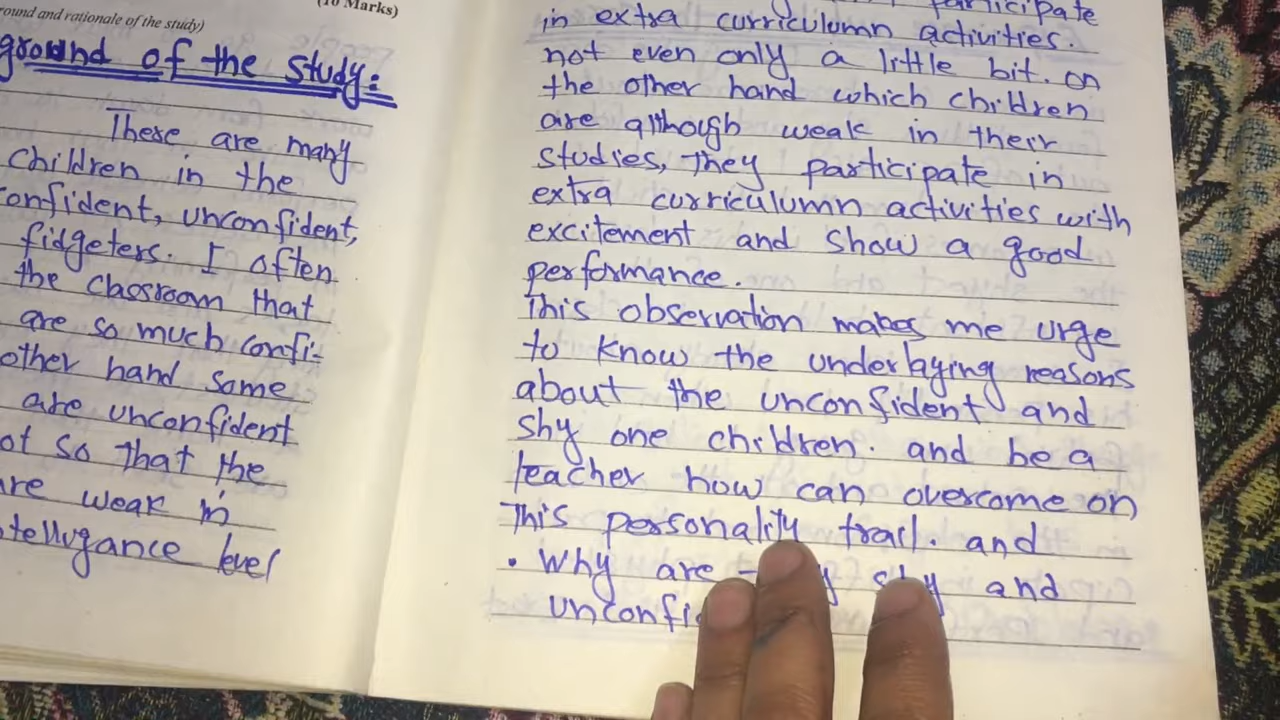 (10 Marks)
round and rationale of the study)
ground of the study:
These are many
children in the
confident, unconfident,
fidgeters. I often
the classroom that
are so much confi-
other hand some
are unconfident
ot so that the
are weak in
ntellygance level
participate
in extra curriculumn activities.
not even only a little bit. on
the other hand which children
are although weak in their
studies, they participate in
extra curriculumn activities with
excitement and show a good
performance.
This observation makes me urge
to know the underlaying reasons
about the unconfident and
shy one children. and be a
teacher how can overcome on
This personality trail. and
• Why are shy and
unconfi